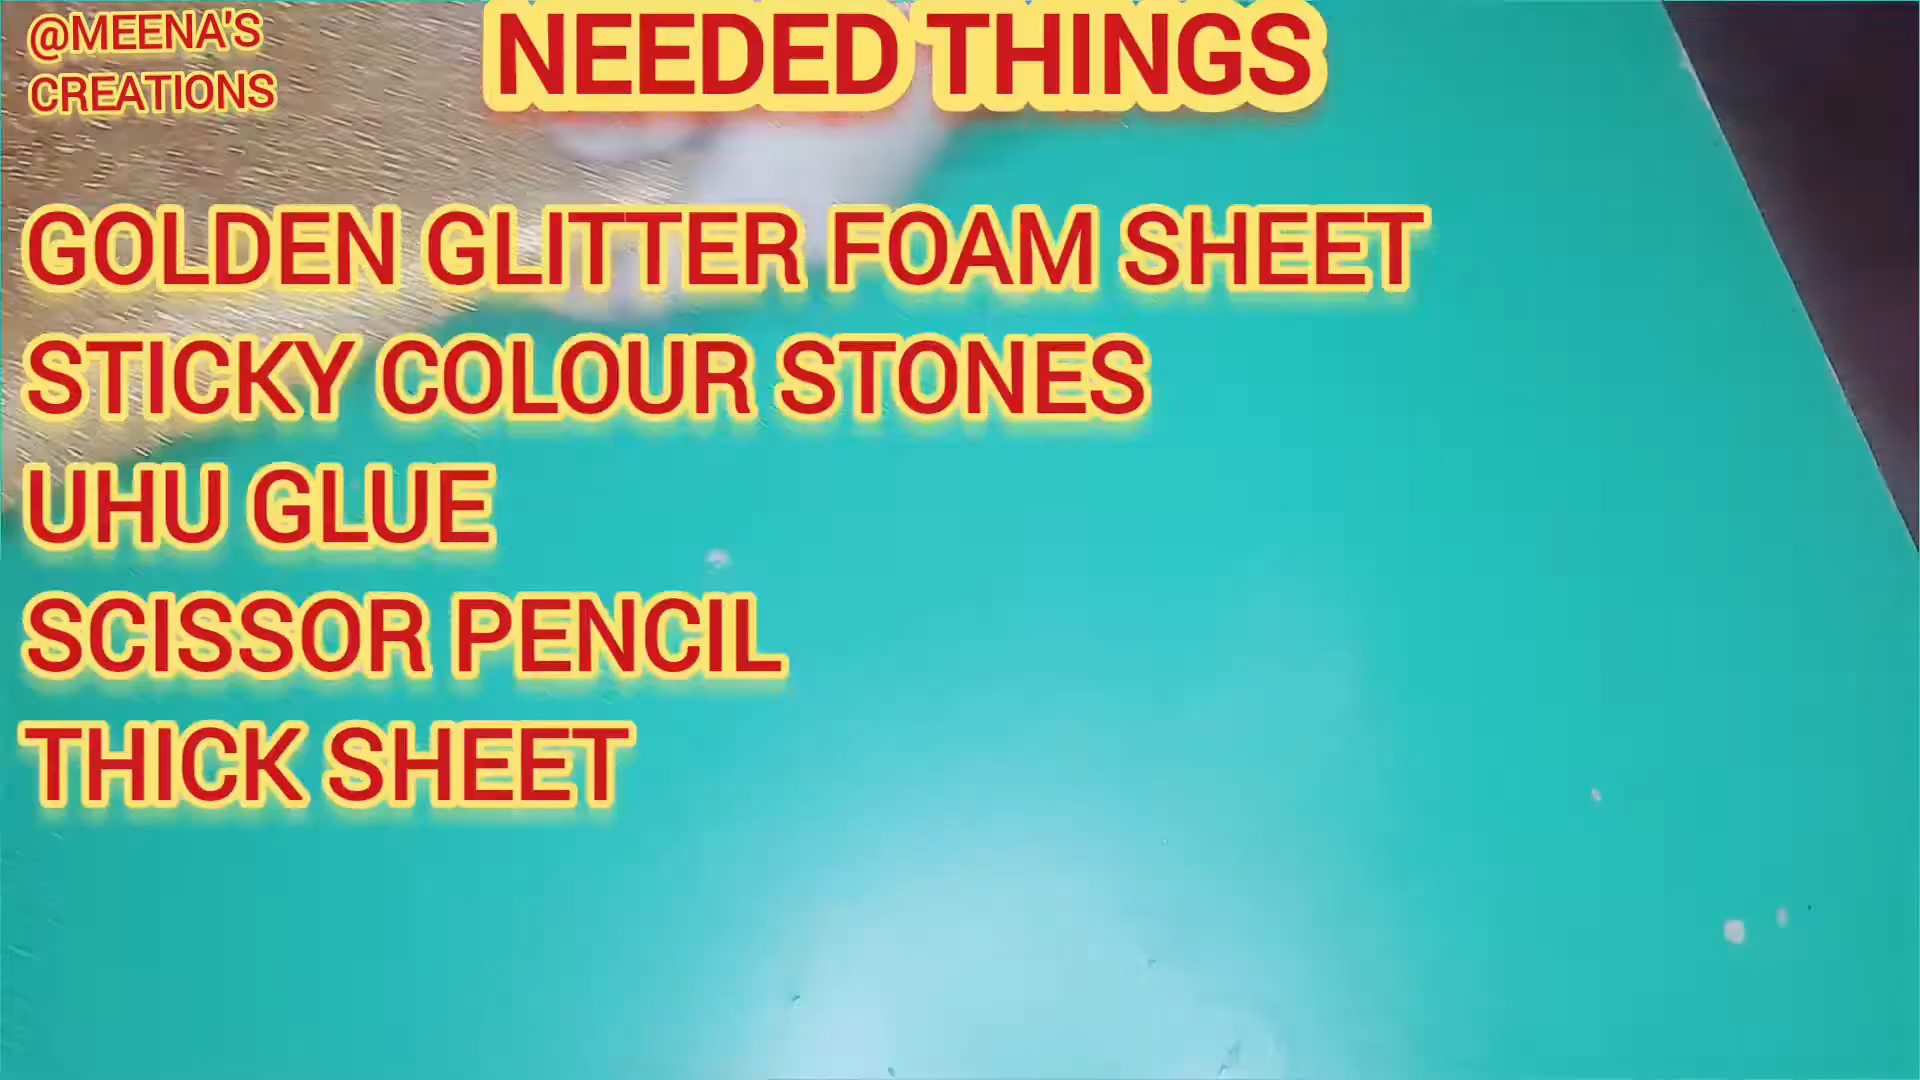 @MEENA'S
CREATIONS
NEEDED THINGS
GOLDEN GLITTER FOAM SHEET
STICKY COLOUR STONES
UHU GLUE
SCISSOR PENCIL
THICK SHEET